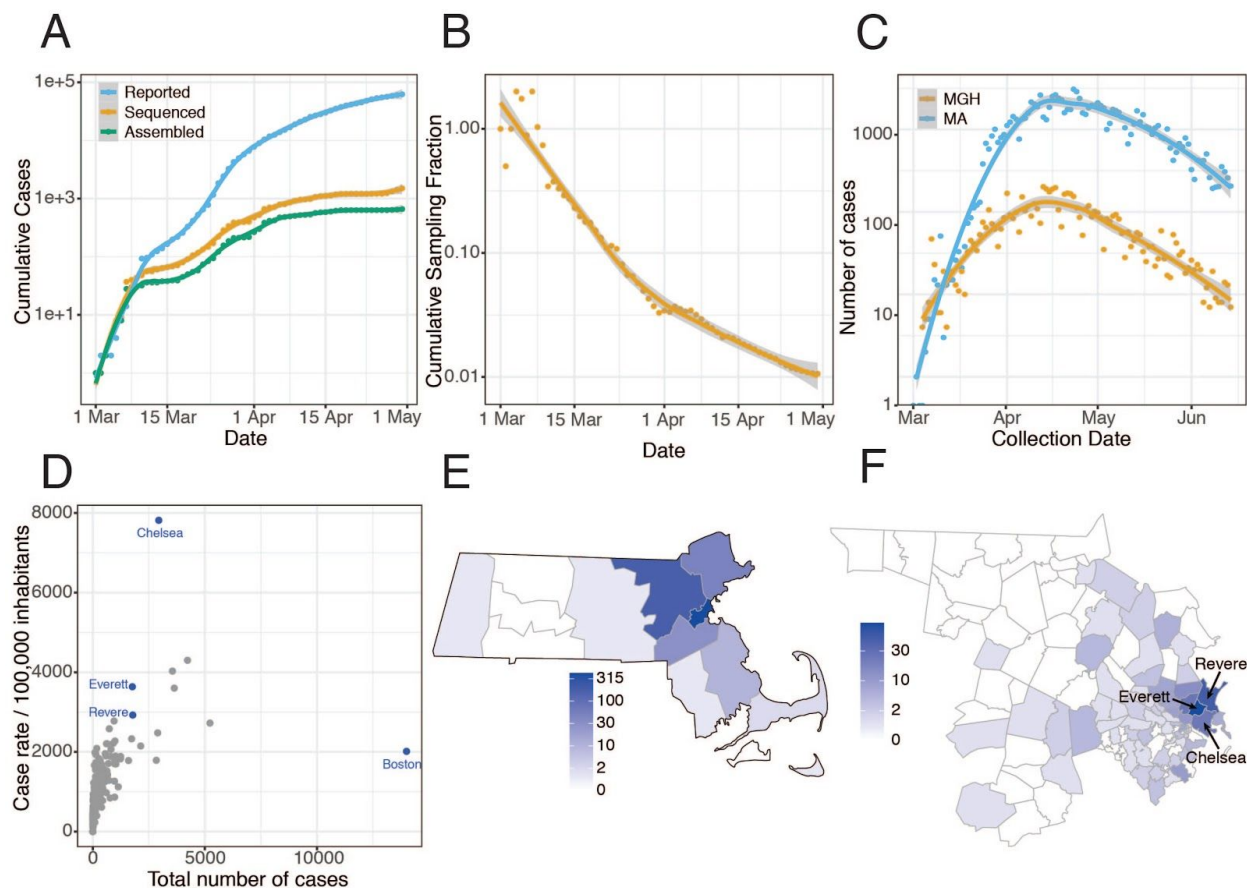 A
Cumulative Cases
1e+5
1e+3
1e+1
Reported
Sequenced
Assembled
1 Mar
15 Mar
1 Apr
15 Apr
1 May
Date
B
Cumulative Sampling Fraction
1.00
0.10
0.01
1 Mar
15 Mar
1 Apr
15 Apr
1 May
Date
C
Number of cases
1000
100
10
1
MGH
MA
Mar
Apr
May
Jun
Collection Date
D
Case rate / 100,000 inhabitants
8000
6000
4000
2000
0
Chelsea
Everett
Revere
Boston
0
5000
10000
Total number of cases
E
315
100
30
10
2
0
F
30
10
2
0
Revere
Everett
Chelsea